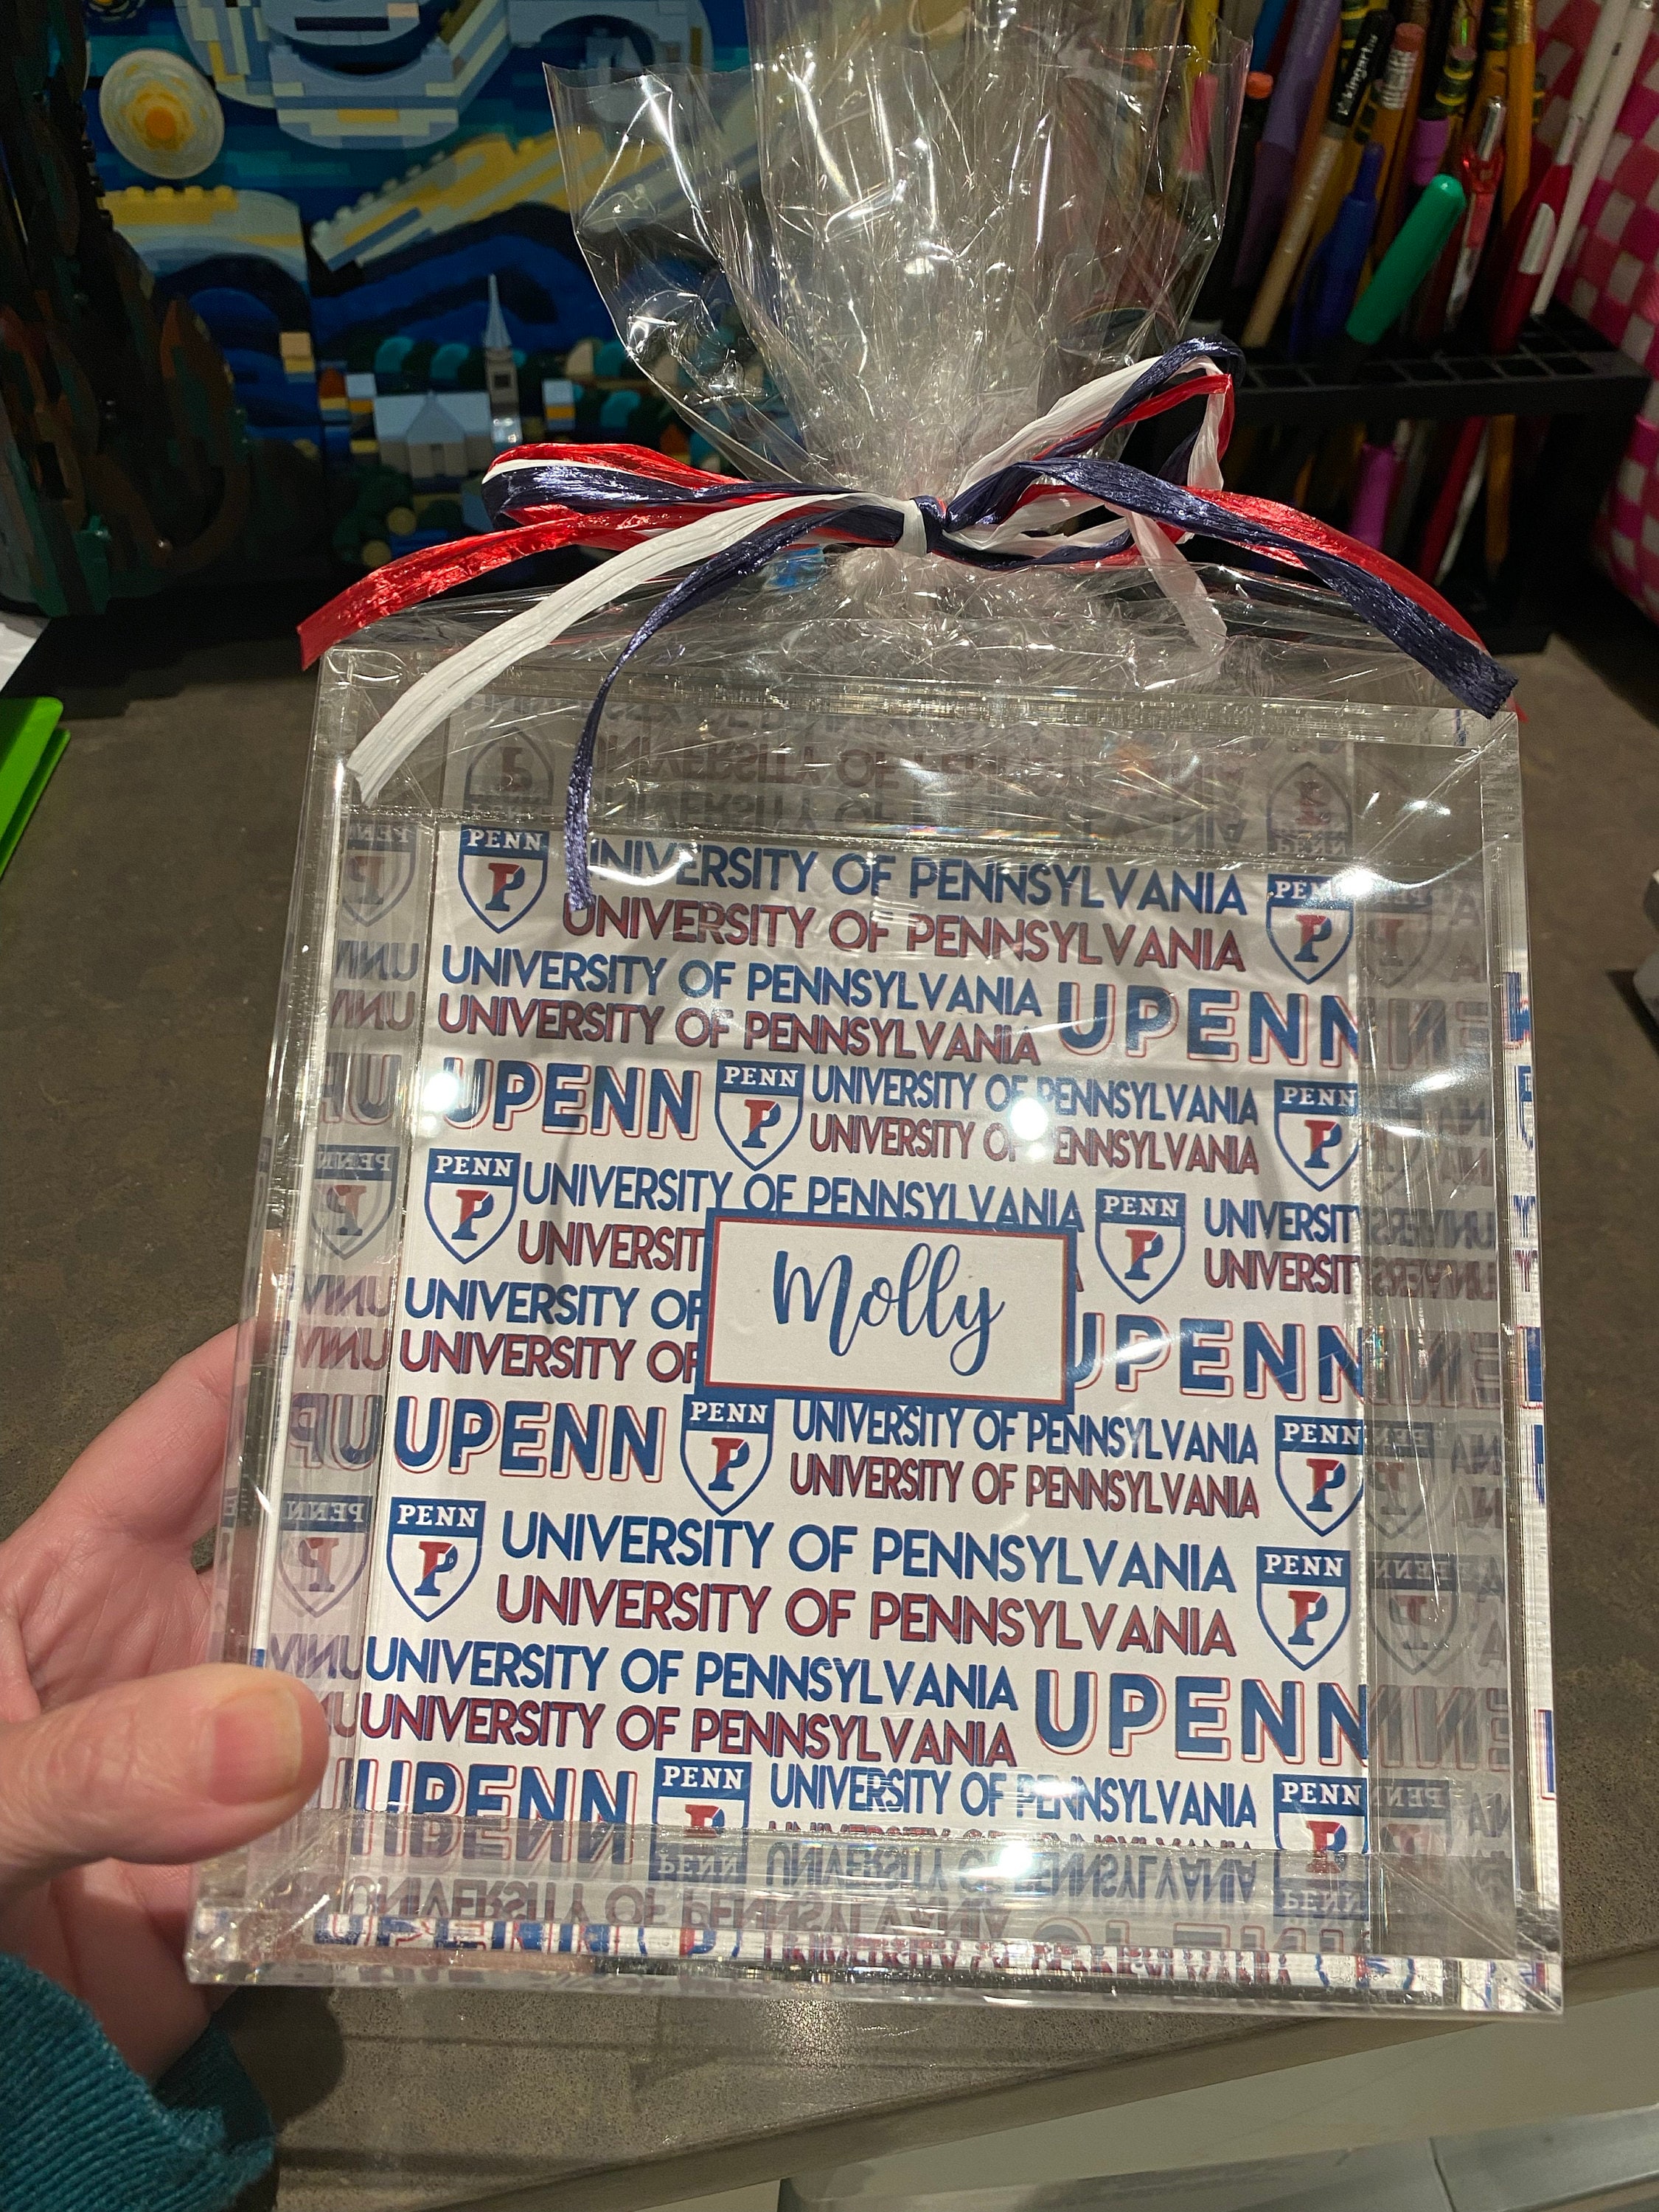 PENN UNIVERSITY OF PENNSYLVANIA PENN
P UNIVERSITY OF PENNSYLVANIA P
UNIVERSITY OF PENNSYLVANIA UPENN
UNIVERSITY OF PENNSYLVANIA
UPENN PENN UNIVERSITY OF PENNSYLVANIA PENN
P UNIVERSITY OF PENNSYLVANIA P
PENN UNIVERSITY OF PENNSYLVANIA PENN UNIVERSITY
P UNIVERSIT P UNIVERSITY
Molly
UNIVERSITY OF UPENN
UNIVERSITY OF
UPENN PENN UNIVERSITY OF PENNSYLVANIA PENN
P UNIVERSITY OF PENNSYLVANIA P
PENN UNIVERSITY OF PENNSYLVANIA PENN
P UNIVERSITY OF PENNSYLVANIA P
UNIVERSITY OF PENNSYLVANIA UPENN
UNIVERSITY OF PENNSYLVANIA
UPENN PENN UNIVERSITY OF PENNSYLVANIA PENN
P P